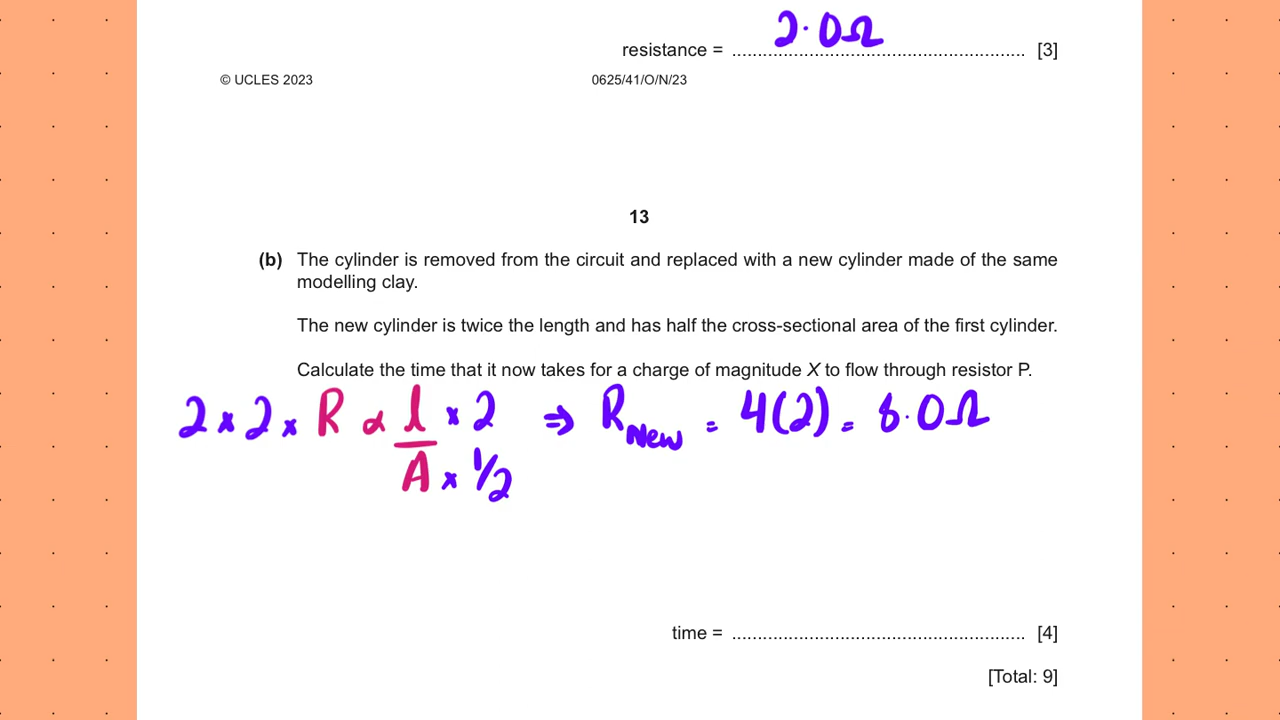 resistance = 2.0Ω [3]
© UCLES 2023 0625/41/O/N/23
13
(b) The cylinder is removed from the circuit and replaced with a new cylinder made of the same
modelling clay.
The new cylinder is twice the length and has half the cross-sectional area of the first cylinder.
Calculate the time that it now takes for a charge of magnitude X to flow through resistor P.
2 × 2 × R ∝ l × 2 ⇒ R New = 4(2) = 8.0Ω
A × 1/2
time = ........................................................ [4]
[Total: 9]